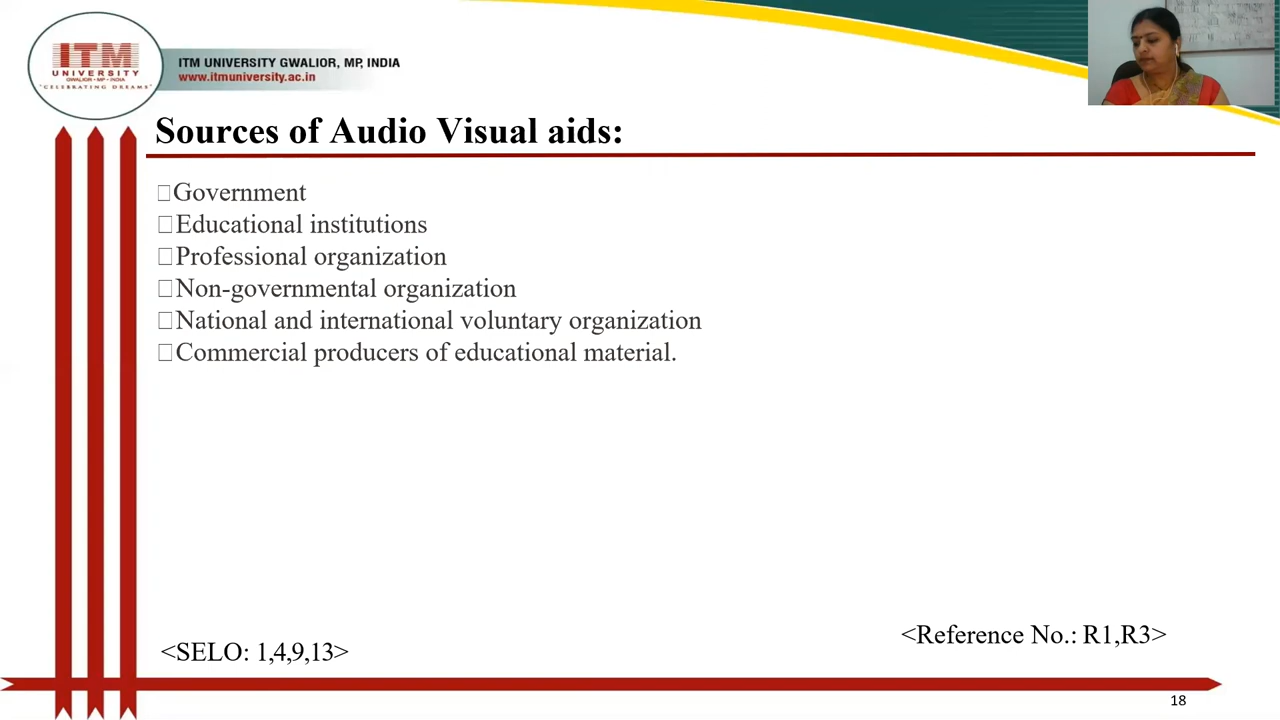 ITM
UNIVERSITY
GWALIOR • MP • INDIA
"CELEBRATING DREAMS"
ITM UNIVERSITY GWALIOR, MP, INDIA
www.itmuniversity.ac.in
Sources of Audio Visual aids:
□Government
□Educational institutions
□Professional organization
□Non-governmental organization
□National and international voluntary organization
□Commercial producers of educational material.
<Reference No.: R1,R3>
<SELO: 1,4,9,13>
18